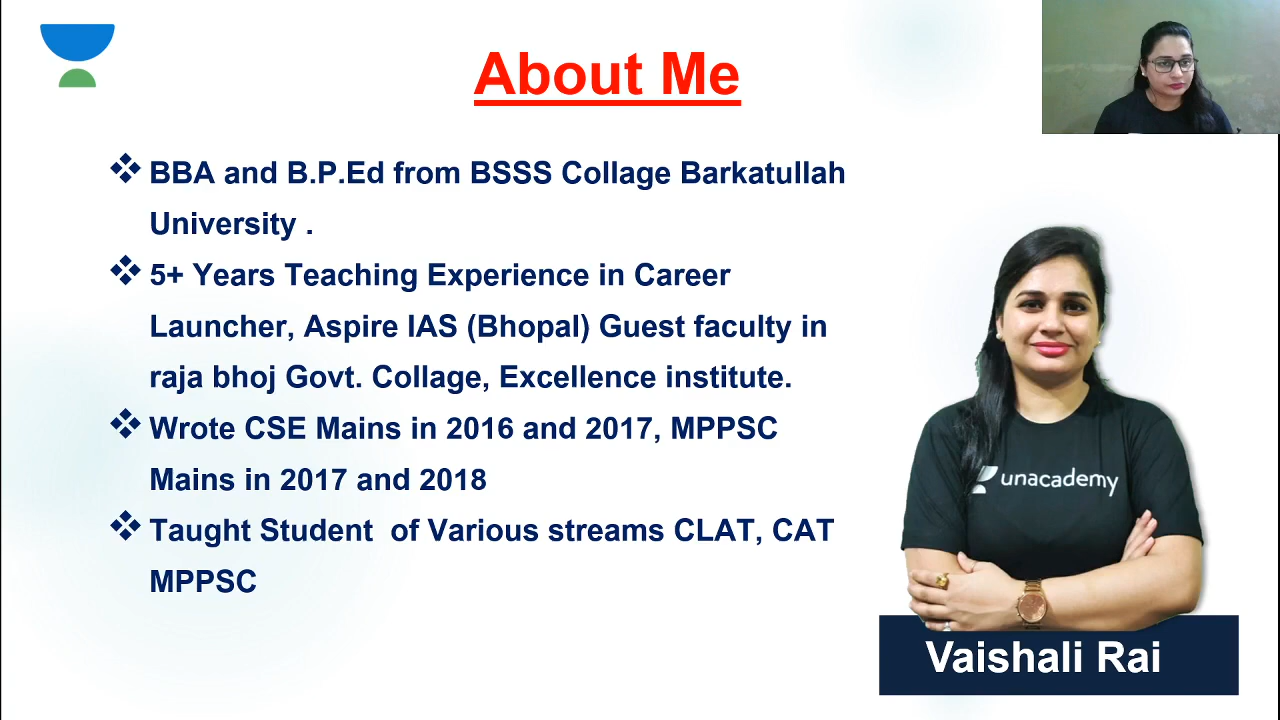 About Me
BBA and B.P.Ed from BSSS Collage Barkatullah
University .
5+ Years Teaching Experience in Career
Launcher, Aspire IAS (Bhopal) Guest faculty in
raja bhoj Govt. Collage, Excellence institute.
Wrote CSE Mains in 2016 and 2017, MPPSC
Mains in 2017 and 2018
Taught Student of Various streams CLAT, CAT
MPPSC
unacademy
Vaishali Rai